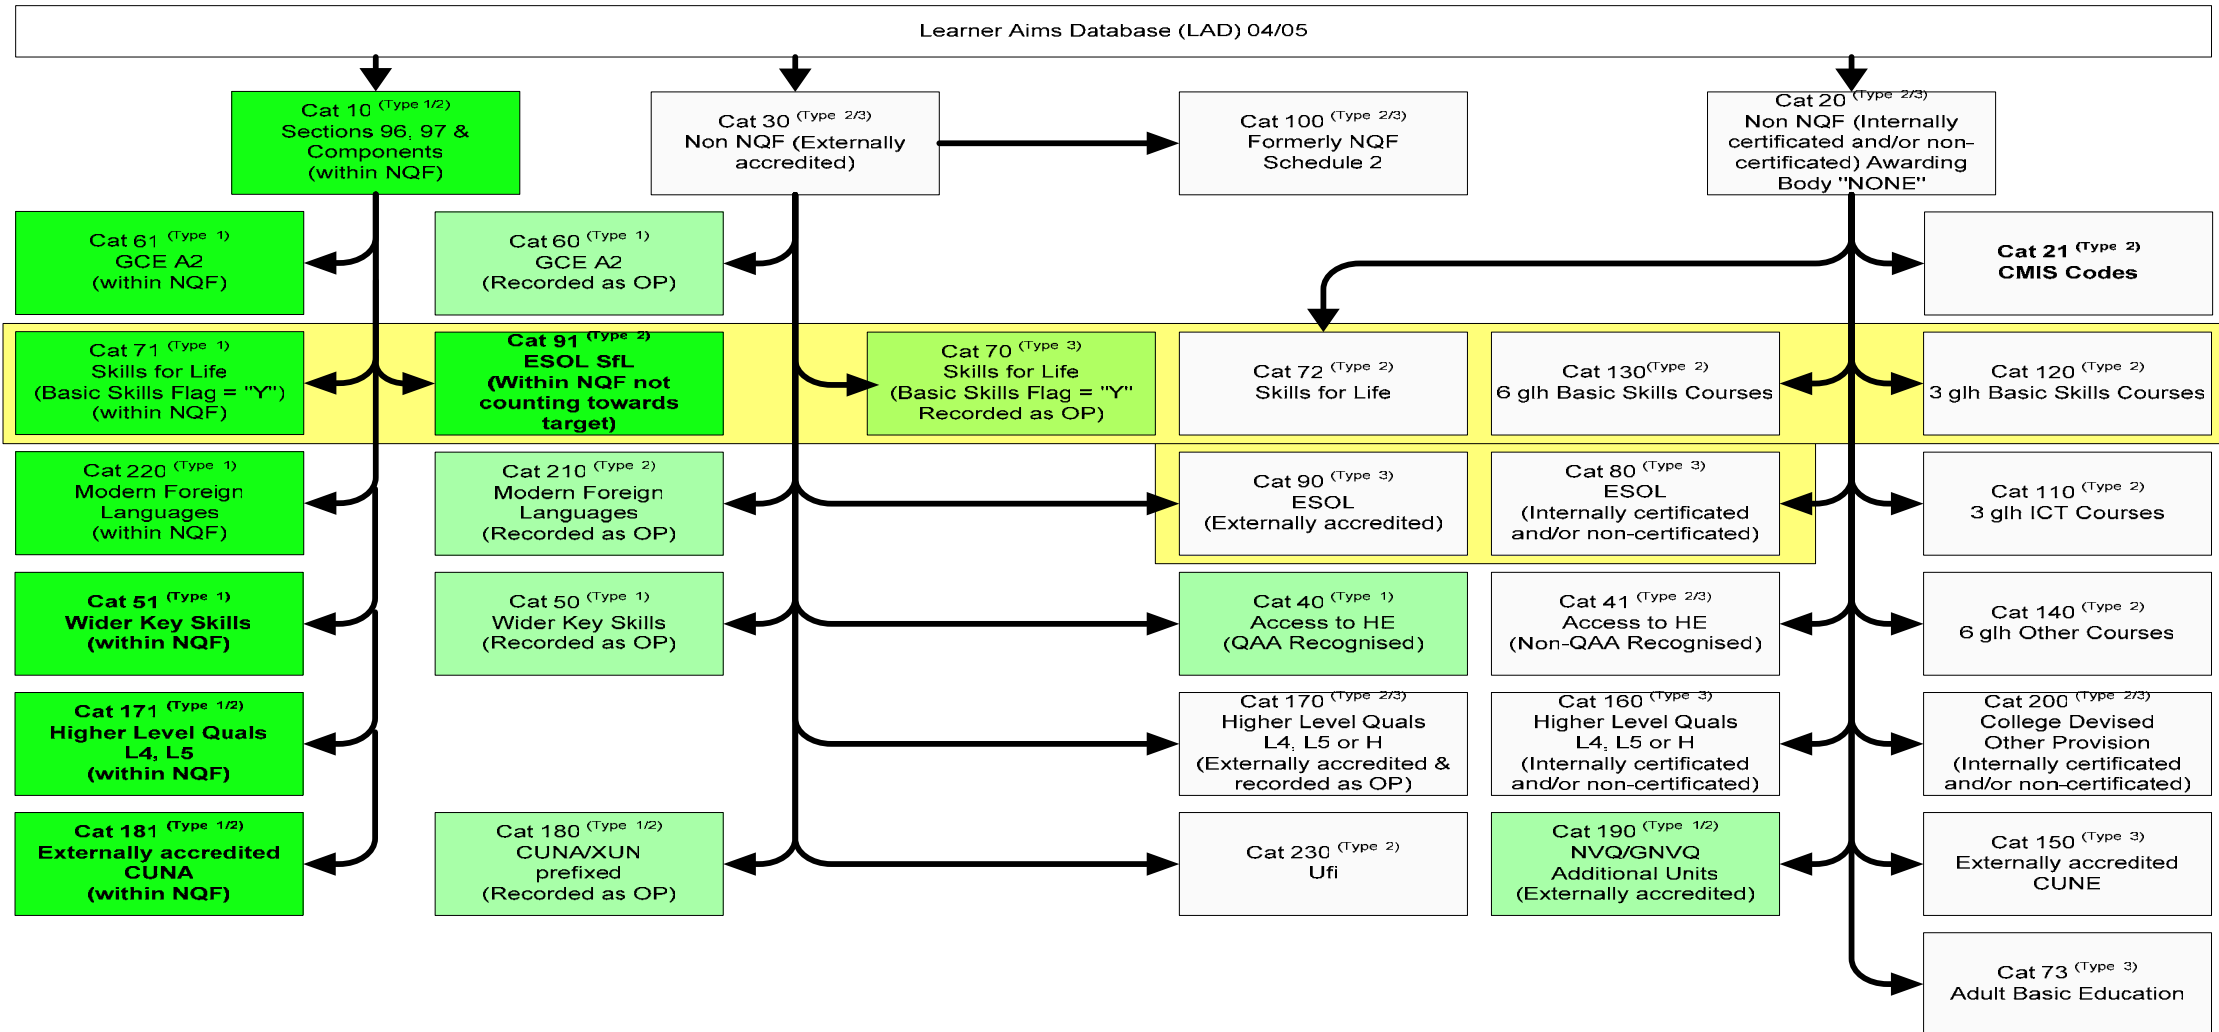 Learner Aims Database (LAD) 04/05
Cat 10 (Type 1/2)
Sections 96, 97 &
Components
(within NQF)
Cat 30 (Type 2/3)
Non NQF (Externally
accredited)
Cat 100 (Type 2/3)
Formerly NQF
Schedule 2
Cat 20 (Type 2/3)
Non NQF (Internally
certificated and/or non-
certificated) Awarding
Body "NONE"
Cat 61 (Type 1)
GCE A2
(within NQF)
Cat 60 (Type 1)
GCE A2
(Recorded as OP)
Cat 21 (Type 2)
CMIS Codes
Cat 71 (Type 1)
Skills for Life
(Basic Skills Flag = "Y")
(within NQF)
Cat 91 (Type 2)
ESOL SfL
(Within NQF not
counting towards
target)
Cat 70 (Type 3)
Skills for Life
(Basic Skills Flag = "Y"
Recorded as OP)
Cat 72 (Type 2)
Skills for Life
Cat 130 (Type 2)
6 glh Basic Skills Courses
Cat 120 (Type 2)
3 glh Basic Skills Courses
Cat 220 (Type 1)
Modern Foreign
Languages
(within NQF)
Cat 210 (Type 2)
Modern Foreign
Languages
(Recorded as OP)
Cat 90 (Type 3)
ESOL
(Externally accredited)
Cat 80 (Type 3)
ESOL
(Internally certificated
and/or non-certificated)
Cat 110 (Type 2)
3 glh ICT Courses
Cat 51 (Type 1)
Wider Key Skills
(within NQF)
Cat 50 (Type 1)
Wider Key Skills
(Recorded as OP)
Cat 40 (Type 1)
Access to HE
(QAA Recognised)
Cat 41 (Type 2/3)
Access to HE
(Non-QAA Recognised)
Cat 140 (Type 2)
6 glh Other Courses
Cat 171 (Type 1/2)
Higher Level Quals
L4, L5
(within NQF)
Cat 170 (Type 2/3)
Higher Level Quals
L4, L5 or H
(Externally accredited &
recorded as OP)
Cat 160 (Type 3)
Higher Level Quals
L4, L5 or H
(Internally certificated
and/or non-certificated)
Cat 200 (Type 2/3)
College Devised
Other Provision
(Internally certificated
and/or non-certificated)
Cat 181 (Type 1/2)
Externally accredited
CUNA
(within NQF)
Cat 180 (Type 1/2)
CUNA/XUN
prefixed
(Recorded as OP)
Cat 230 (Type 2)
Ufi
Cat 190 (Type 1/2)
NVQ/GNVQ
Additional Units
(Externally accredited)
Cat 150 (Type 3)
Externally accredited
CUNE
Cat 73 (Type 3)
Adult Basic Education